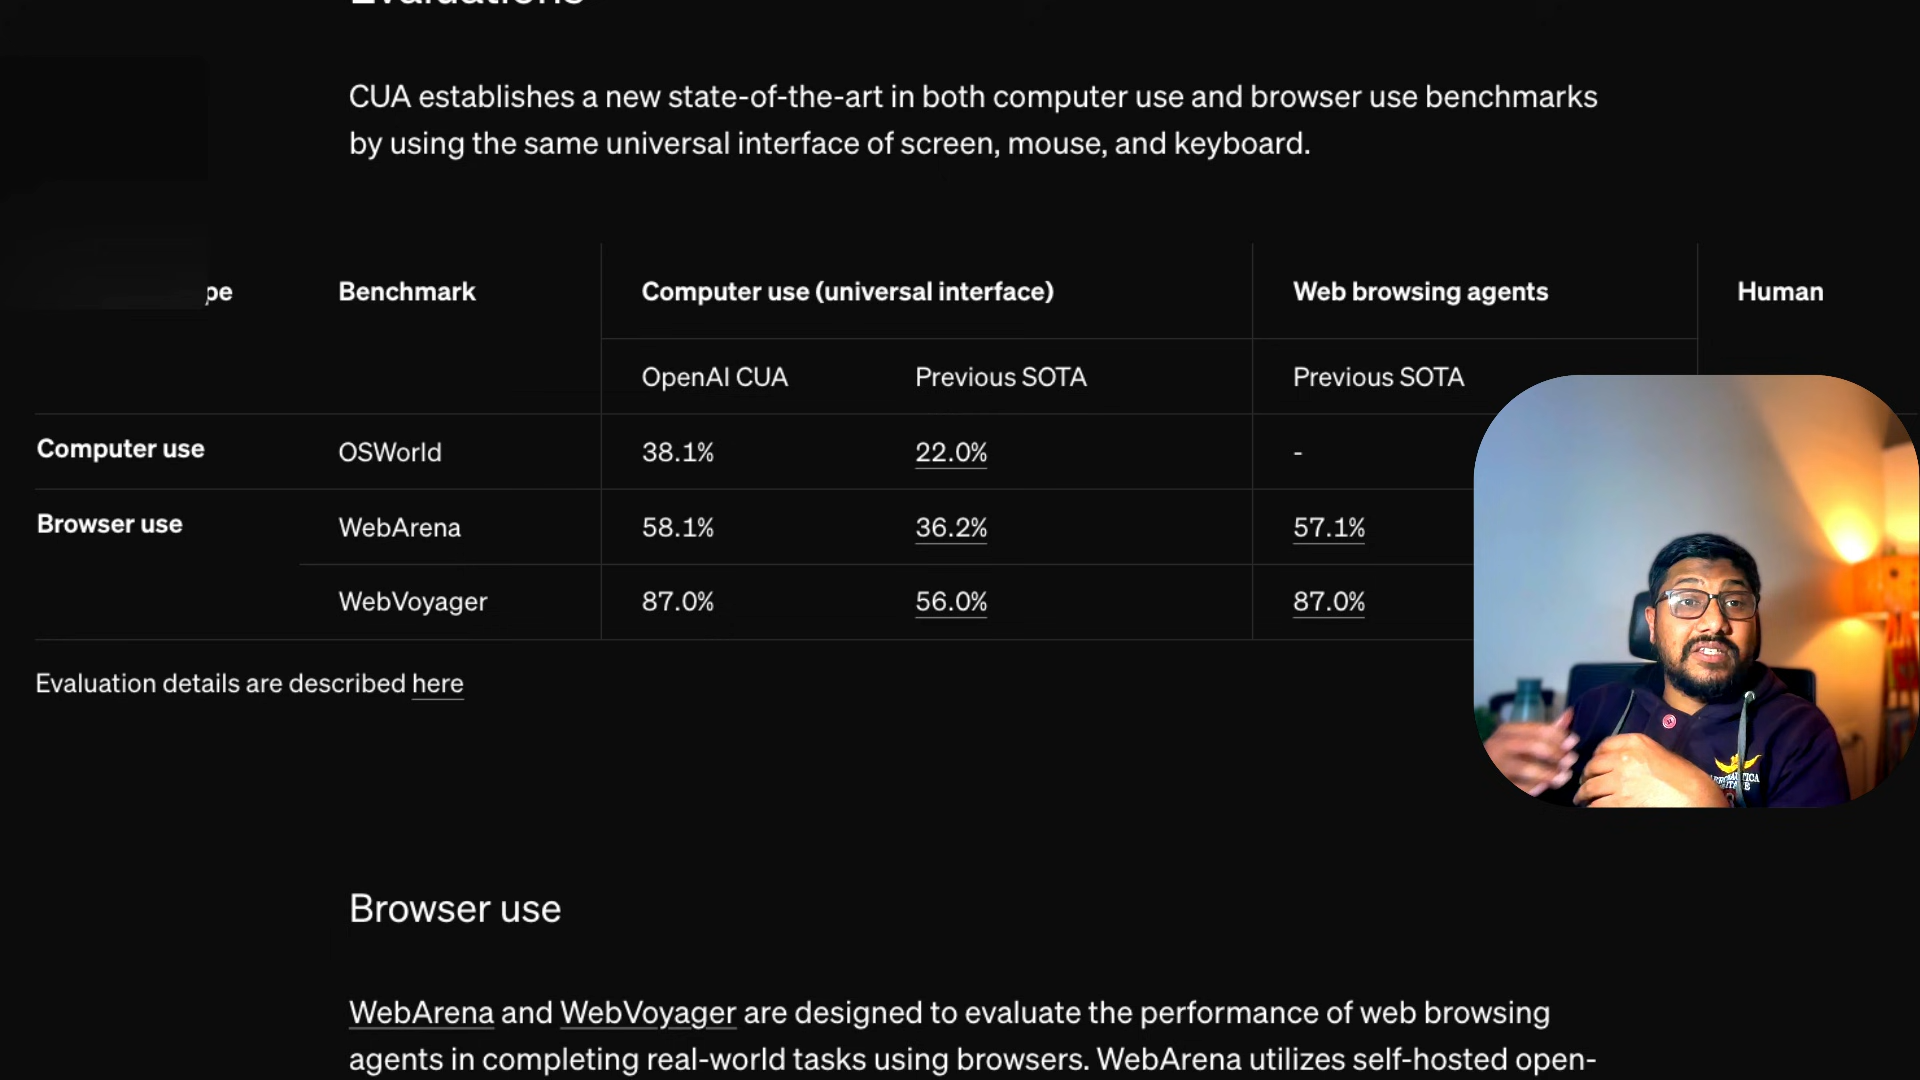 Evaluations
CUA establishes a new state-of-the-art in both computer use and browser use benchmarks
by using the same universal interface of screen, mouse, and keyboard.
pe Benchmark Computer use (universal interface) Web browsing agents Human
OpenAI CUA Previous SOTA Previous SOTA
Computer use OSWorld 38.1% 22.0% -
Browser use WebArena 58.1% 36.2% 57.1%
WebVoyager 87.0% 56.0% 87.0%
Evaluation details are described here
Browser use
WebArena and WebVoyager are designed to evaluate the performance of web browsing
agents in completing real-world tasks using browsers. WebArena utilizes self-hosted open-